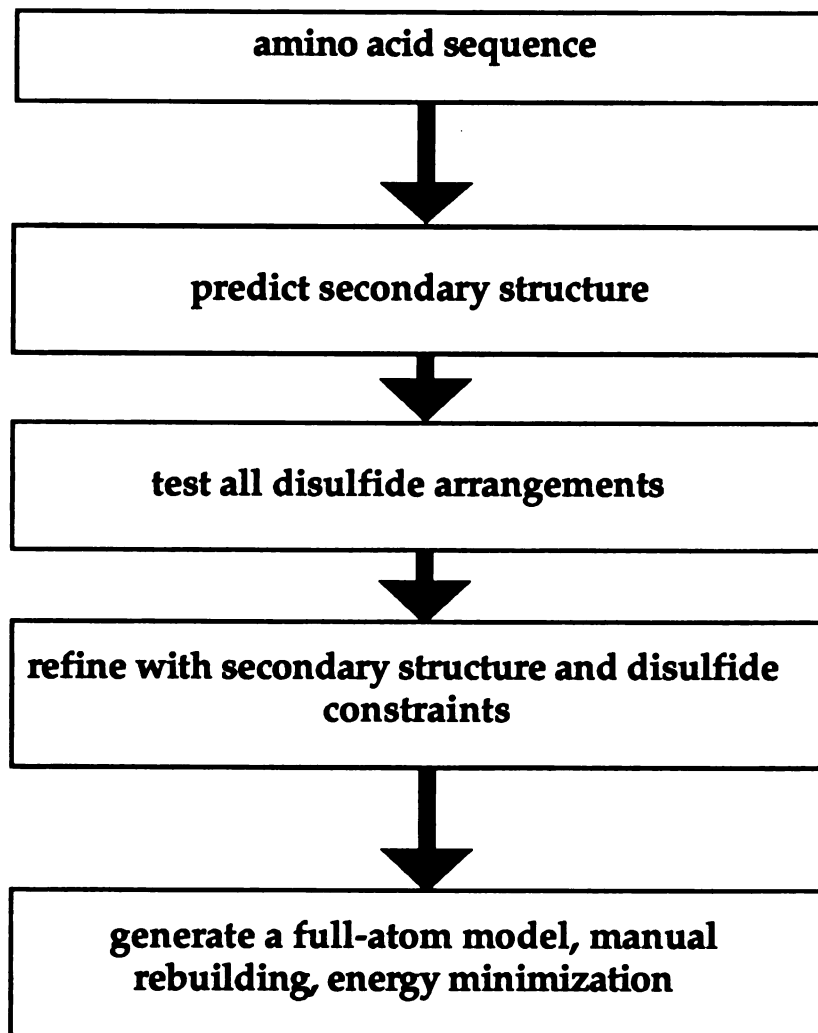 amino acid sequence
predict secondary structure
test all disulfide arrangements
refine with secondary structure and disulfide
constraints
generate a full-atom model, manual
rebuilding, energy minimization